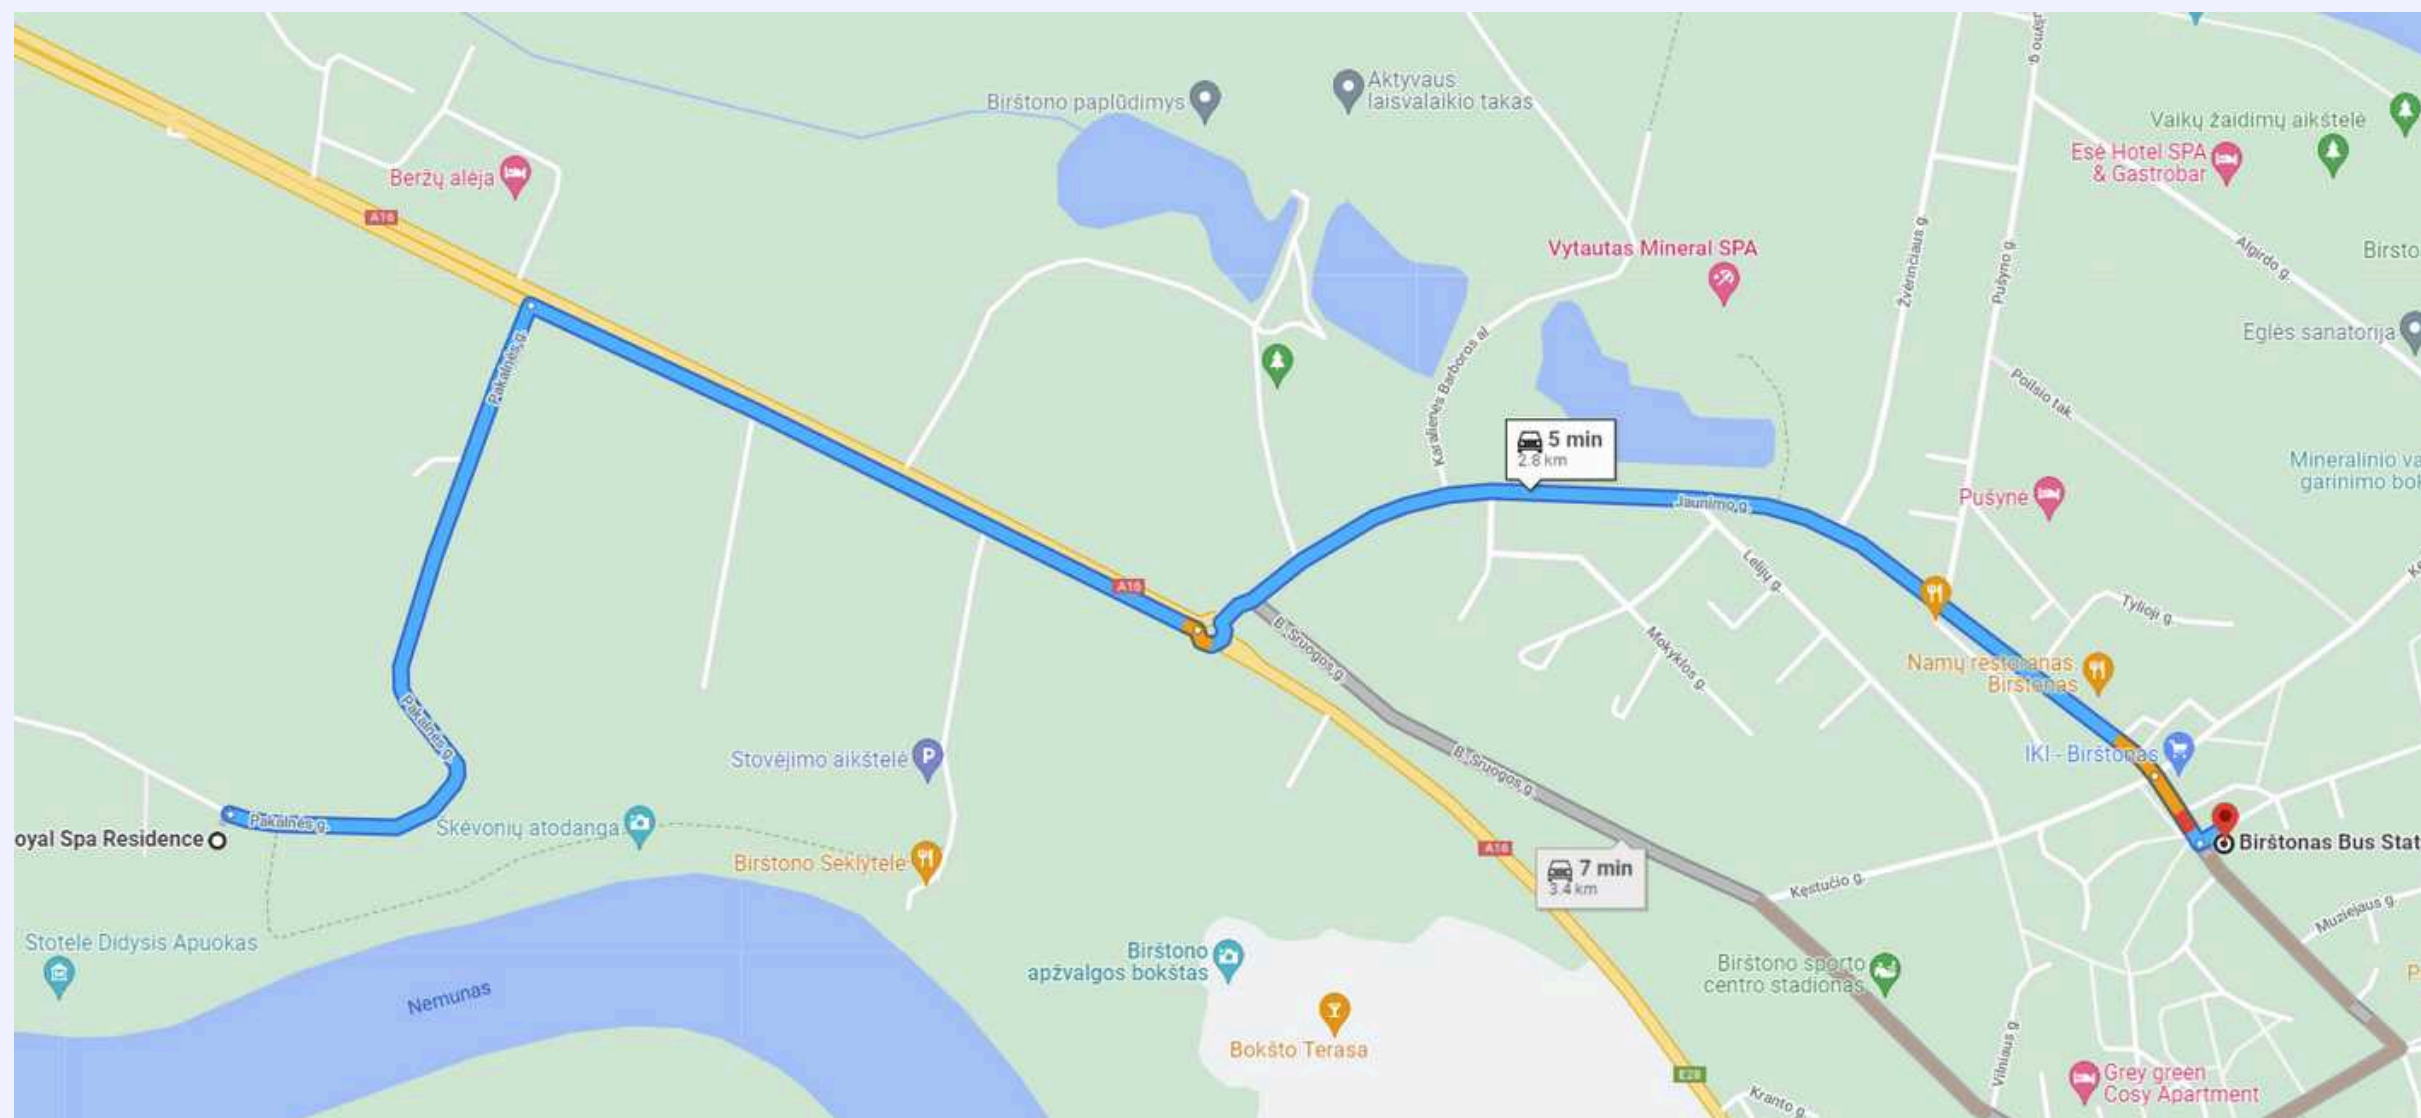 Pušyno g.
Birštono paplūdimys
Aktyvaus
laisvalaikio takas
Vaikų žaidimų aikštelė
Esė Hotel SPA
& Gastrobar
Beržų alėja
A16
Vytautas Mineral SPA
Žvėrinčiaus g.
Algirdo g.
Birsto
Eglės sanatorija
Pakalnės g.
Karalienės Barboros al
Poilsio tak.
5 min
2.8 km
Mineralinio va
garinimo bok
Pušynė
Jaunimo g.
Lelijų g.
A16
Tylioji g.
B. Sruogos g.
Mokyklos g.
Namų restoranas
Birštonas
Pakalnės g.
Stovėjimo aikštelė
P
B. Sruogos g.
IKI - Birštonas
Pakalnės g.
Škėvonių atodanga
oyal Spa Residence
Birštonas Bus Stat
A16
Birštono Seklytėlė
7 min
3.4 km
Kęstučio g.
Muziejaus g.
Stotelė Didysis Apuokas
Birštono
apžvalgos bokštas
Birštono sporto
centro stadionas
P
Nemunas
Bokšto Terasa
Vilniaus g.
E28
Grey green
Cosy Apartment
Kranto g.